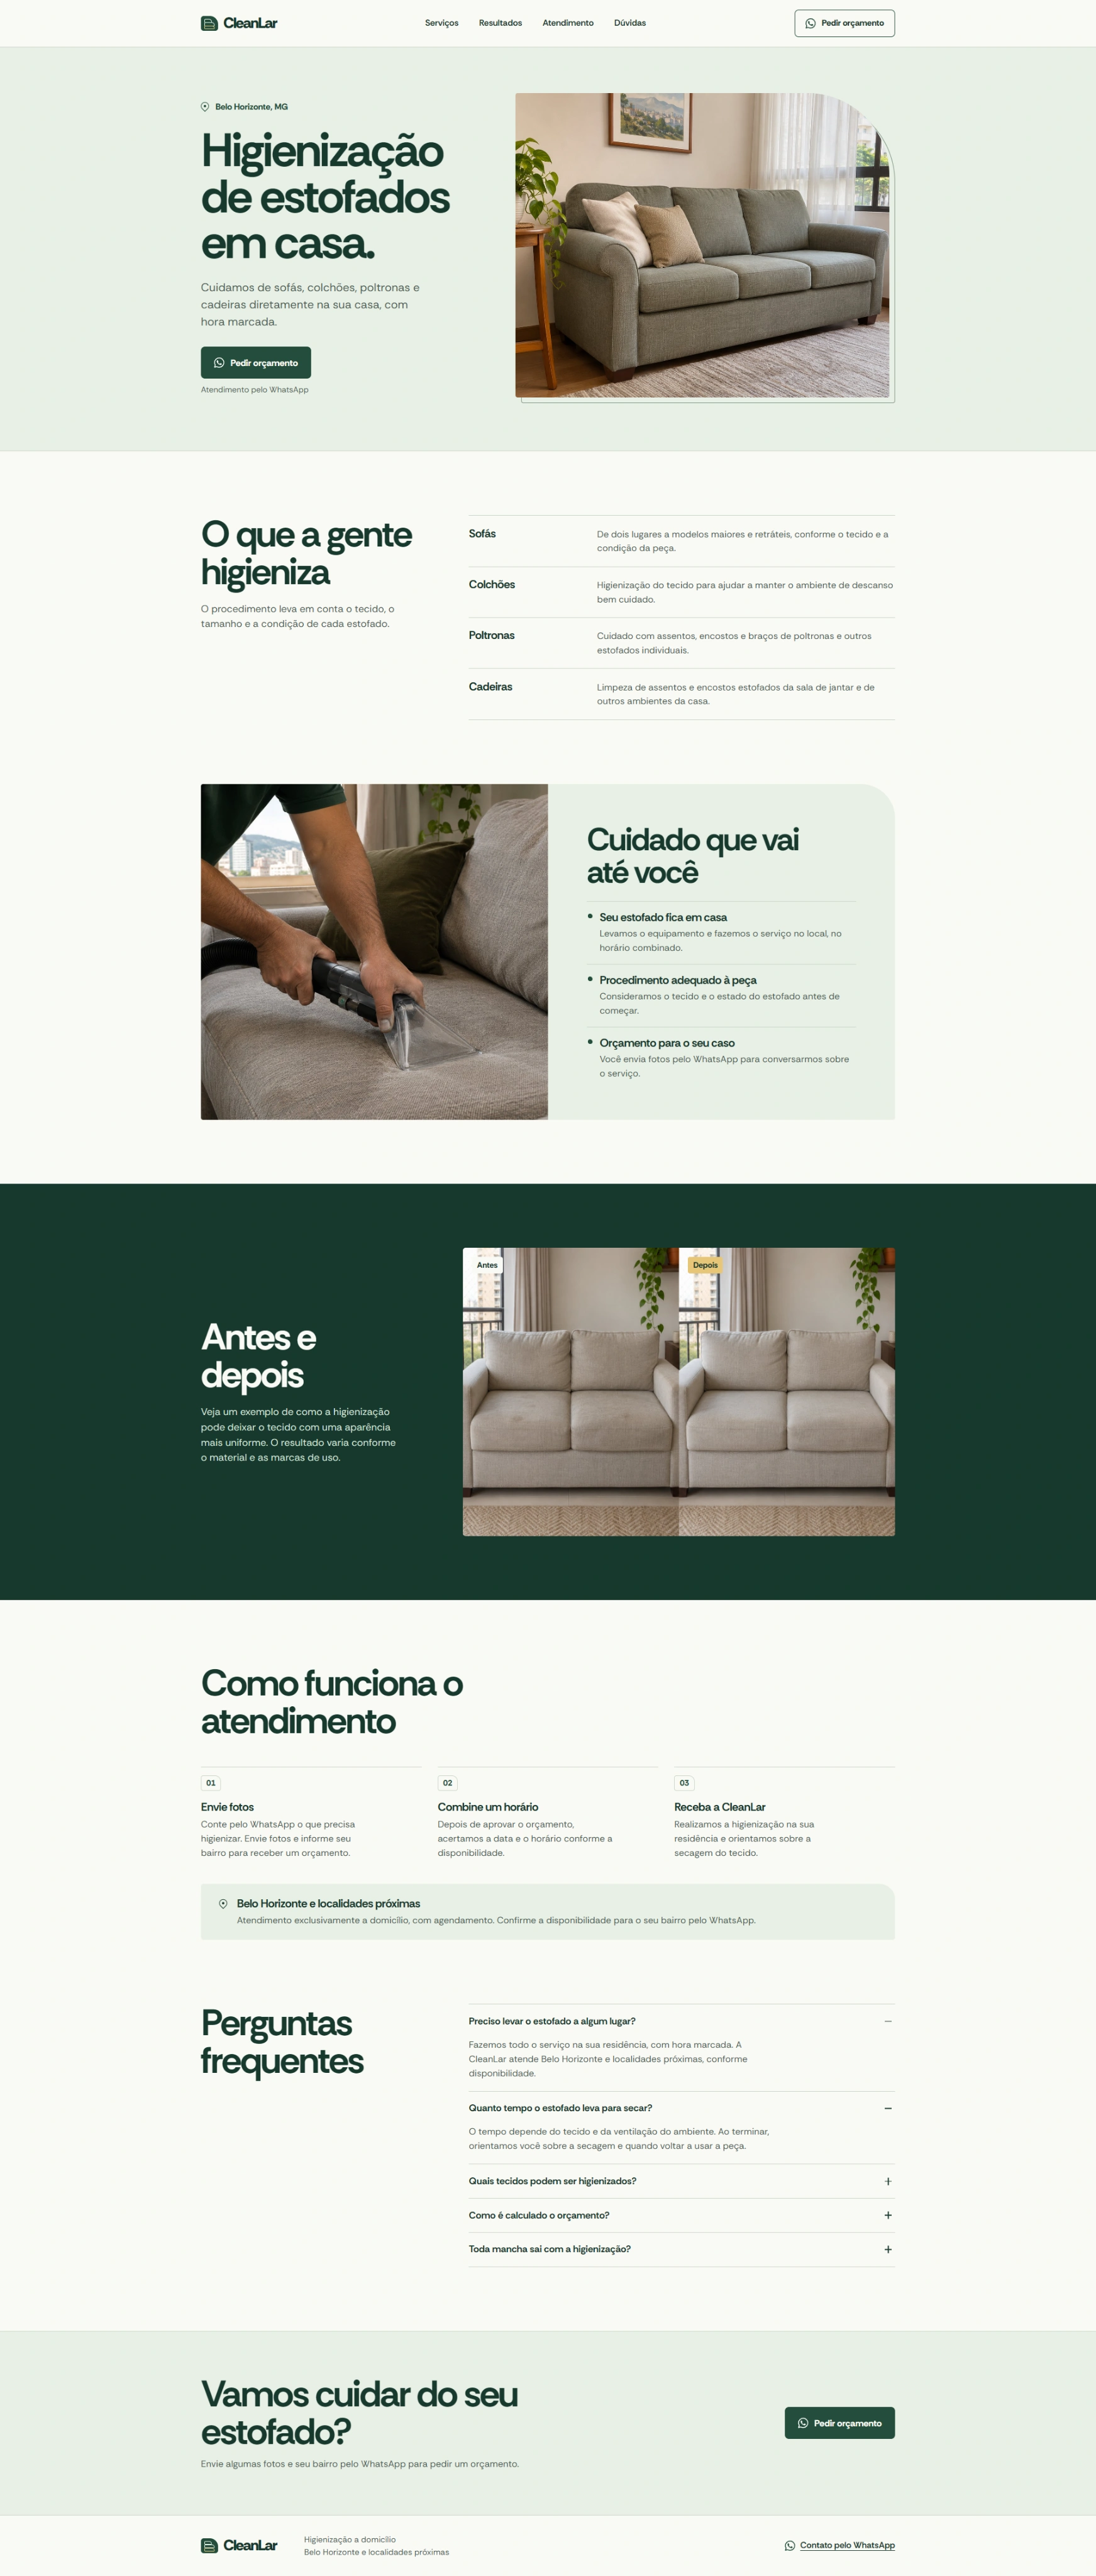 CleanLar
Serviços
Resultados
Atendimento
Dúvidas
Pedir orçamento
Belo Horizonte, MG
Higienização
de estofados
em casa.
Cuidamos de sofás, colchões, poltronas e
cadeiras diretamente na sua casa, com
hora marcada.
Pedir orçamento
Atendimento pelo WhatsApp
O que a gente
higieniza
O procedimento leva em conta o tecido, o
tamanho e a condição de cada estofado.
Sofás
De dois lugares a modelos maiores e retráteis, conforme o tecido e a
condição da peça.
Colchões
Higienização do tecido para ajudar a manter o ambiente de descanso
bem cuidado.
Poltronas
Cuidado com assentos, encostos e braços de poltronas e outros
estofados individuais.
Cadeiras
Limpeza de assentos e encostos estofados da sala de jantar e de
outros ambientes da casa.
Cuidado que vai
até você
Seu estofado fica em casa
Levamos o equipamento e fazemos o serviço no local, no
horário combinado.
Procedimento adequado à peça
Consideramos o tecido e o estado do estofado antes de
começar.
Orçamento para o seu caso
Você envia fotos pelo WhatsApp para conversarmos sobre
o serviço.
Antes e
depois
Veja um exemplo de como a higienização
pode deixar o tecido com uma aparência
mais uniforme. O resultado varia conforme
o material e as marcas de uso.
Antes
Depois
Como funciona o
atendimento
01
Envie fotos
Conte pelo WhatsApp o que precisa
higienizar. Envie fotos e informe seu
bairro para receber um orçamento.
02
Combine um horário
Depois de aprovar o orçamento,
acertamos a data e o horário conforme a
disponibilidade.
03
Receba a CleanLar
Realizamos a higienização na sua
residência e orientamos sobre a
secagem do tecido.
Belo Horizonte e localidades próximas
Atendimento exclusivamente a domicílio, com agendamento. Confirme a disponibilidade para o seu bairro pelo WhatsApp.
Perguntas
frequentes
Preciso levar o estofado a algum lugar?
Fazemos todo o serviço na sua residência, com hora marcada. A
CleanLar atende Belo Horizonte e localidades próximas, conforme
disponibilidade.
Quanto tempo o estofado leva para secar?
O tempo depende do tecido e da ventilação do ambiente. Ao terminar,
orientamos você sobre a secagem e quando voltar a usar a peça.
Quais tecidos podem ser higienizados?
Como é calculado o orçamento?
Toda mancha sai com a higienização?
Vamos cuidar do seu
estofado?
Envie algumas fotos e seu bairro pelo WhatsApp para pedir um orçamento.
Pedir orçamento
CleanLar
Higienização a domicílio
Belo Horizonte e localidades próximas
Contato pelo WhatsApp